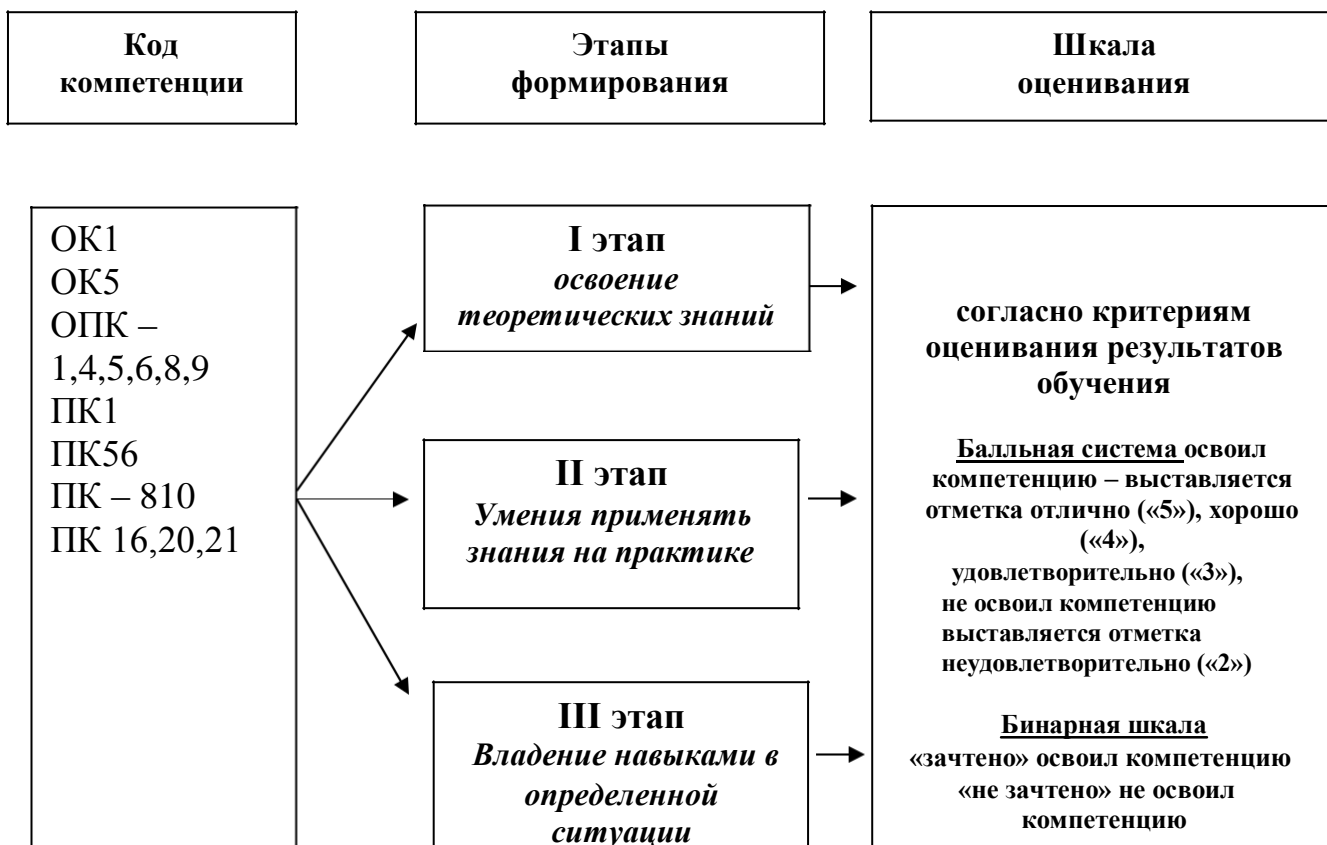 Код
компетенции
Этапы
формирования
Шкала
оценивания
ОК1
ОК5
ОПК –
1,4,5,6,8,9
ПК1
ПК56
ПК – 810
ПК 16,20,21
I этап
освоение
теоретических знаний
II этап
Умения применять
знания на практике
III этап
Владение навыками в
определенной
ситуации
согласно критериям
оценивания результатов
обучения
Балльная система освоил
компетенцию – выставляется
отметка отлично («5»), хорошо
(«4»),
удовлетворительно («3»),
не освоил компетенцию
выставляется отметка
неудовлетворительно («2»)
Бинарная шкала
«зачтено» освоил компетенцию
«не зачтено» не освоил
компетенцию